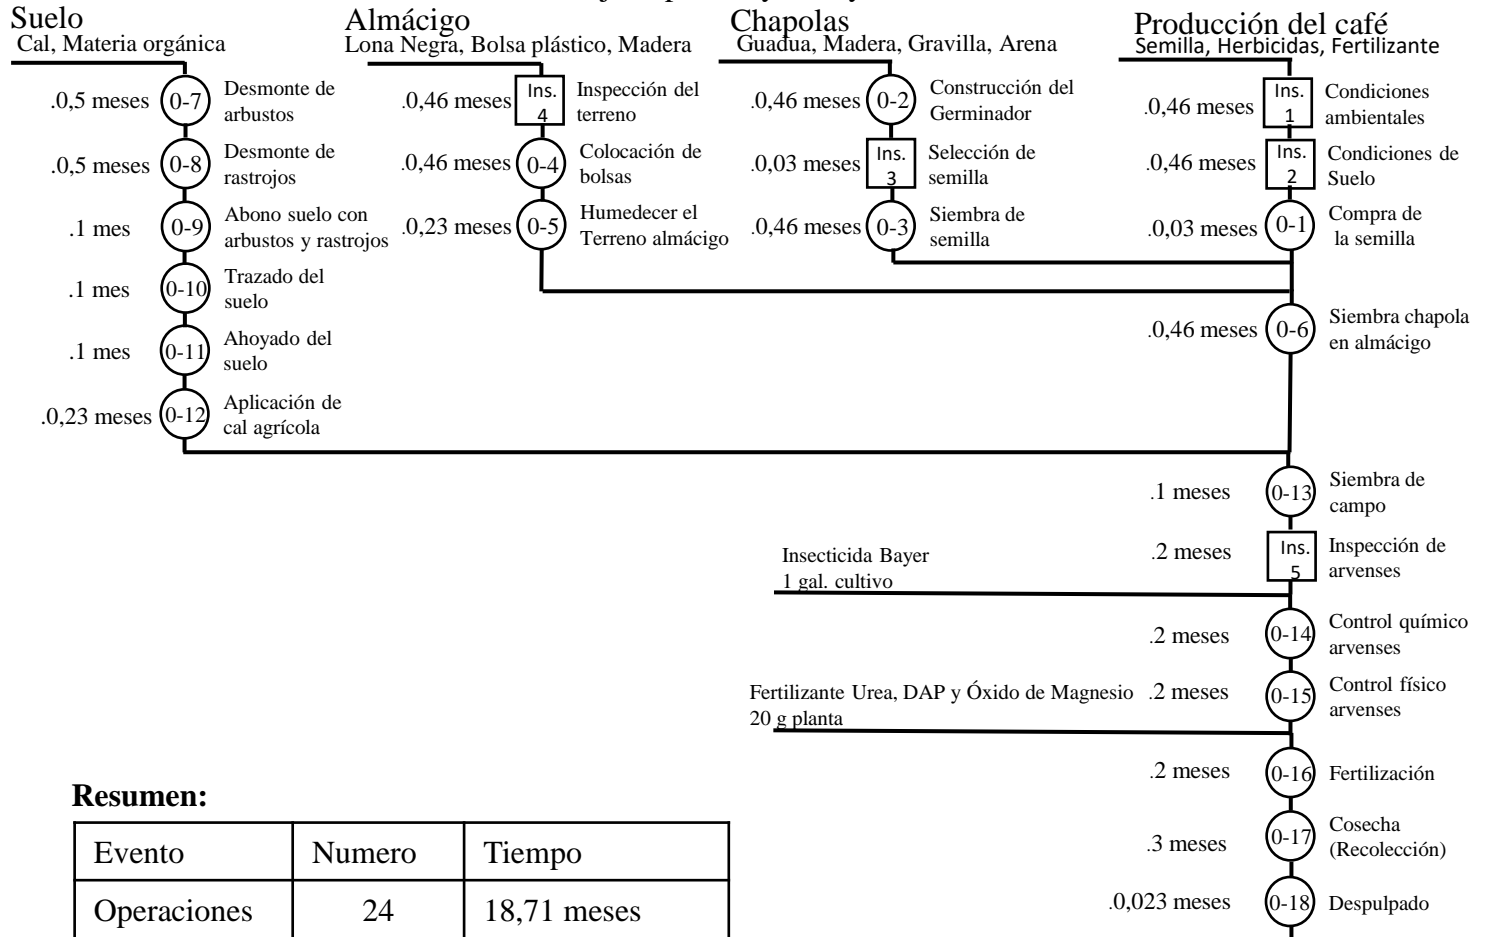 Suelo
Cal, Materia orgánica
.0,5 meses
0-7
Desmonte de
arbustos
.0,5 meses
0-8
Desmonte de
rastrojos
.1 mes
0-9
Abono suelo con
arbustos y rastrojos
.1 mes
0-10
Trazado del
suelo
.1 mes
0-11
Ahoyado del
suelo
.0,23 meses
0-12
Aplicación de
cal agrícola
Almácigo
Lona Negra, Bolsa plástico, Madera
.0,46 meses
Ins.
4
Inspección del
terreno
.0,46 meses
0-4
Colocación de
bolsas
.0,23 meses
0-5
Humedecer el
Terreno almácigo
Chapolas
Guadua, Madera, Gravilla, Arena
.0,46 meses
0-2
Construcción del
Germinador
.0,03 meses
Ins.
3
Selección de
semilla
.0,46 meses
0-3
Siembra de
semilla
Producción del café
Semilla, Herbicidas, Fertilizante
.0,46 meses
Ins.
1
Condiciones
ambientales
.0,46 meses
Ins.
2
Condiciones de
Suelo
.0,03 meses
0-1
Compra de
la semilla
.0,46 meses
0-6
Siembra chapola
en almácigo
.1 meses
0-13
Siembra de
campo
.2 meses
Ins.
5
Inspección de
arvenses
Insecticida Bayer
1 gal. cultivo
.2 meses
0-14
Control químico
arvenses
.2 meses
0-15
Control físico
arvenses
Fertilizante Urea, DAP y Óxido de Magnesio
20 g planta
.2 meses
0-16
Fertilización
.3 meses
0-17
Cosecha
(Recolección)
.0,023 meses
0-18
Despulpado
Resumen:
Evento Numero Tiempo
Operaciones 24 18,71 meses